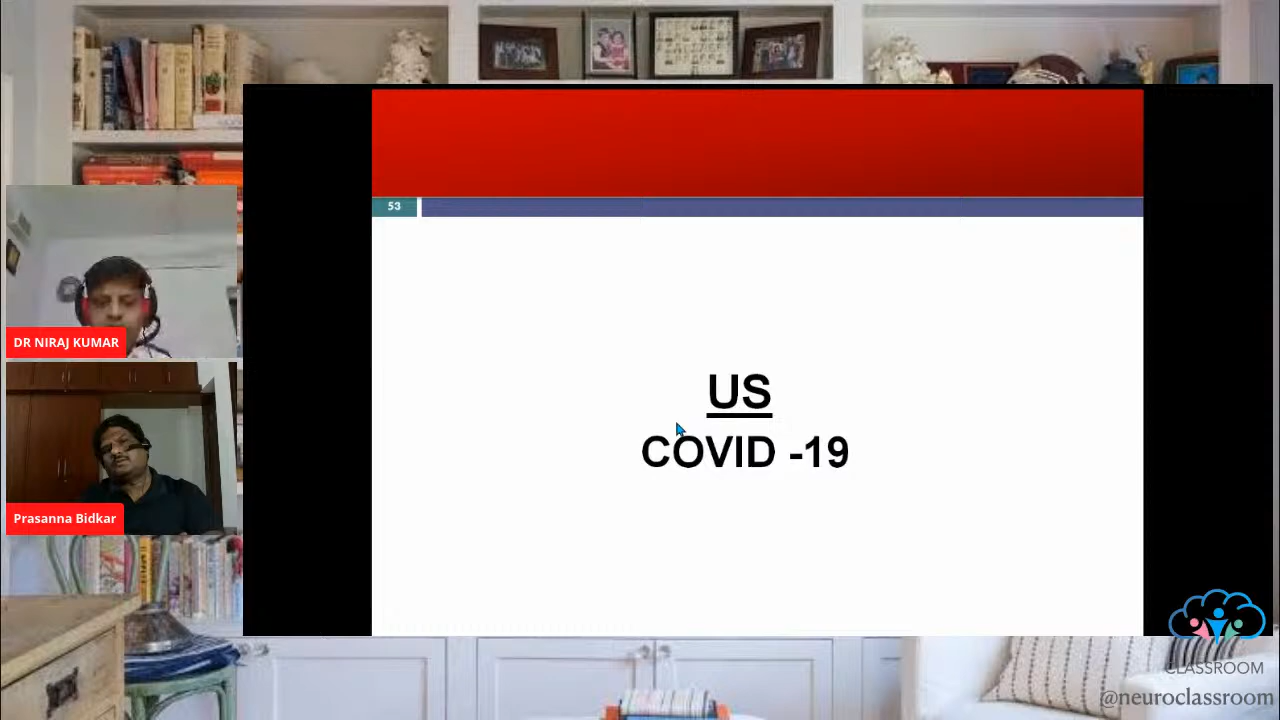 53
US
COVID -19
DR NIRAJ KUMAR
Prasanna Bidkar
CLASSROOM
@neuroclassroom